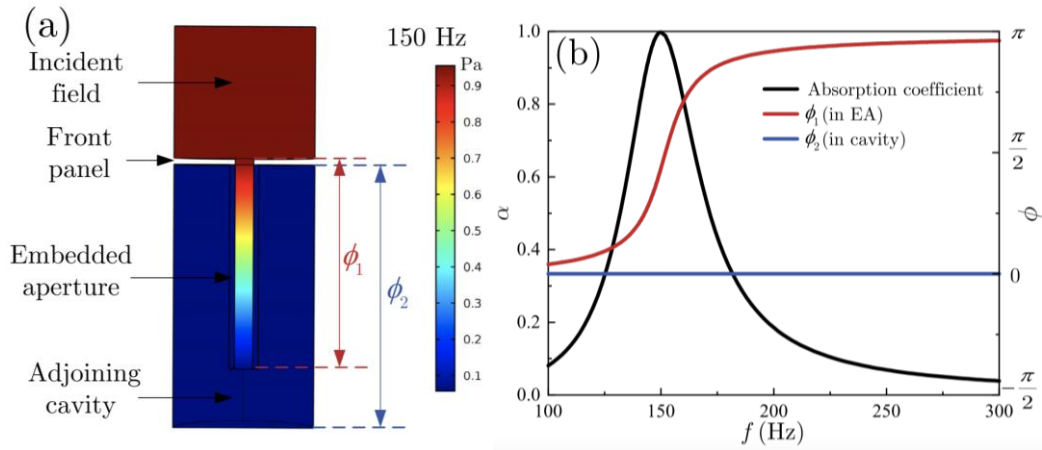 (a)
150 Hz
Pa
Incident
field
Front
panel
Embedded
aperture
Adjoining
cavity
ϕ₁
ϕ₂
0.9
0.8
0.7
0.6
0.5
0.4
0.3
0.2
0.1
(b)
Absorption coefficient
ϕ₁ (in EA)
ϕ₂ (in cavity)
1.0
0.8
0.6
0.4
0.2
0.0
α
100
150
200
250
300
f (Hz)
π
π/2
0
−π/2
ϕ